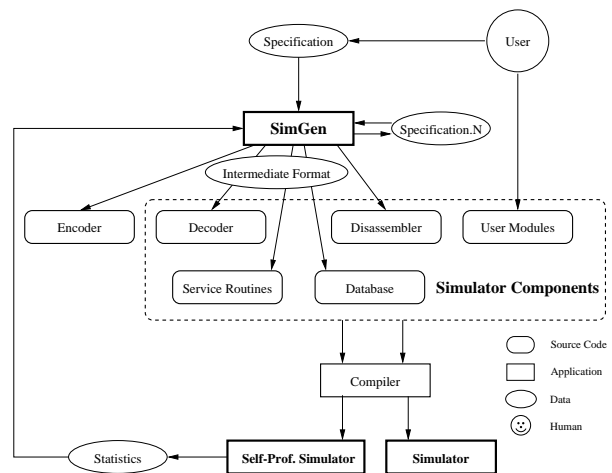 Specification
User
SimGen
Specification.N
Intermediate Format
Encoder
Decoder
Disassembler
User Modules
Service Routines
Database
Simulator Components
Source Code
Compiler
Application
Data
Human
Statistics
Self-Prof. Simulator
Simulator